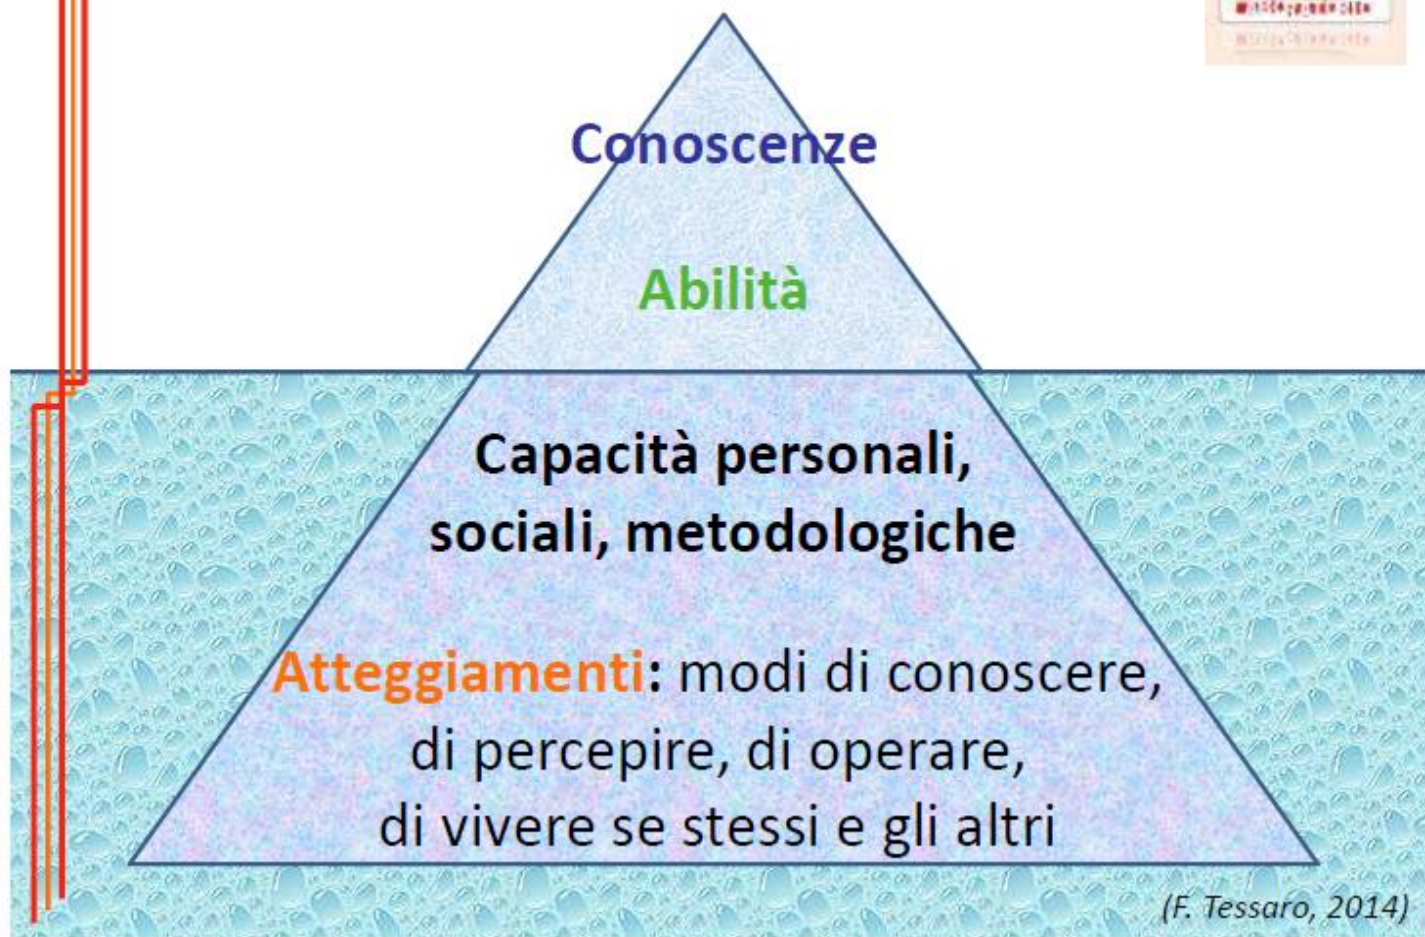 Conoscenze
Abilità
Capacità personali,
sociali, metodologiche
Atteggiamenti: modi di conoscere,
di percepire, di operare,
di vivere se stessi e gli altri
(F. Tessaro, 2014)